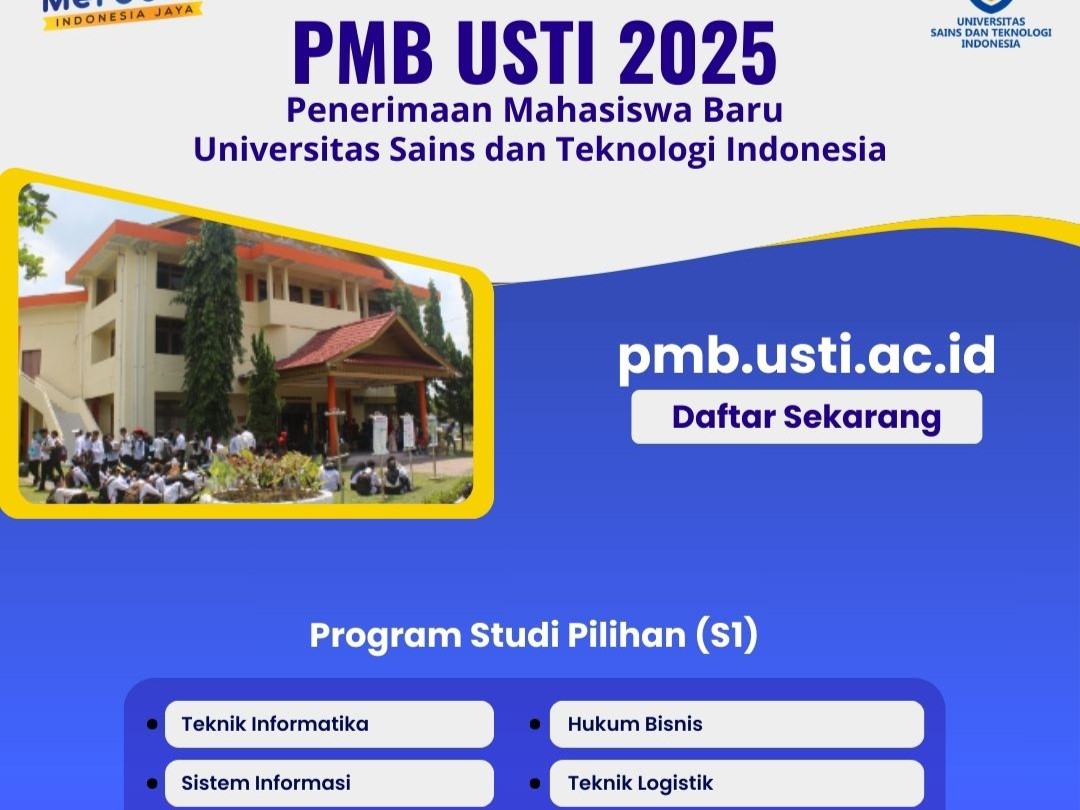 INDONESIA JAYA
UNIVERSITAS
SAINS DAN TEKNOLOGI
INDONESIA
PMB USTI 2025
Penerimaan Mahasiswa Baru
Universitas Sains dan Teknologi Indonesia
pmb.usti.ac.id
Daftar Sekarang
Program Studi Pilihan (S1)
Teknik Informatika
Hukum Bisnis
Sistem Informasi
Teknik Logistik